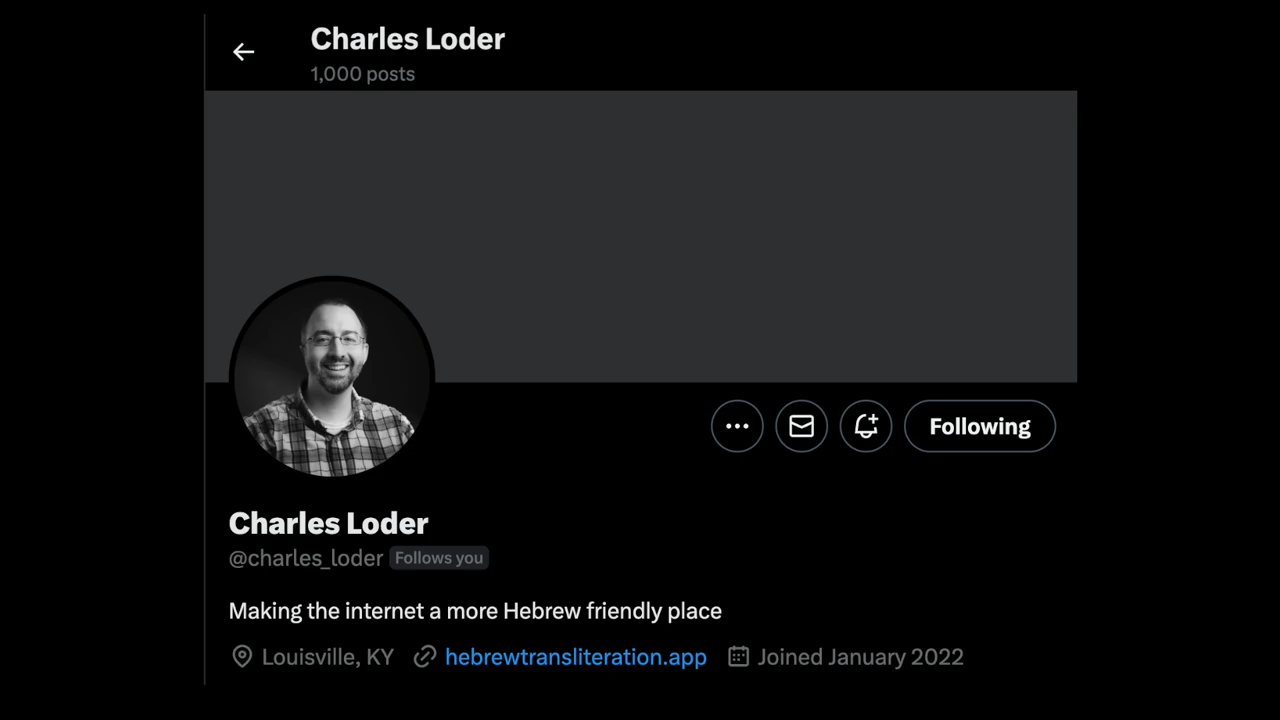 Charles Loder
1,000 posts
Following
Charles Loder
@charles_loder Follows you
Making the internet a more Hebrew friendly place
Louisville, KY hebrewtransliteration.app Joined January 2022